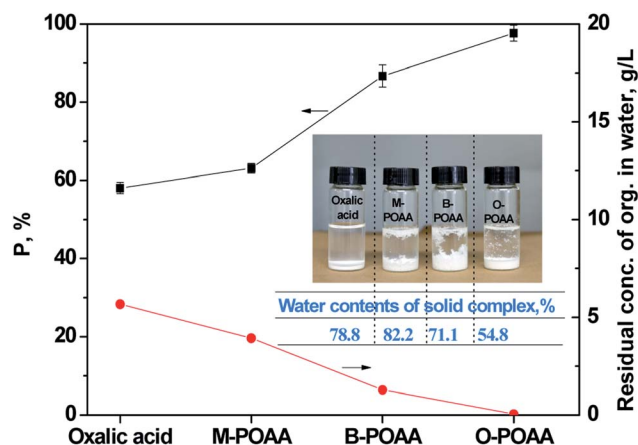 100
80
60
40
20
0
P, %
20
15
10
5
0
Residual conc. of org. in water, g/L
Oxalic acid
M-POAA
B-POAA
O-POAA
Oxalic
acid
M-
POAA
B-
POAA
O-
POAA
Water contents of solid complex,%
78.8 82.2 71.1 54.8